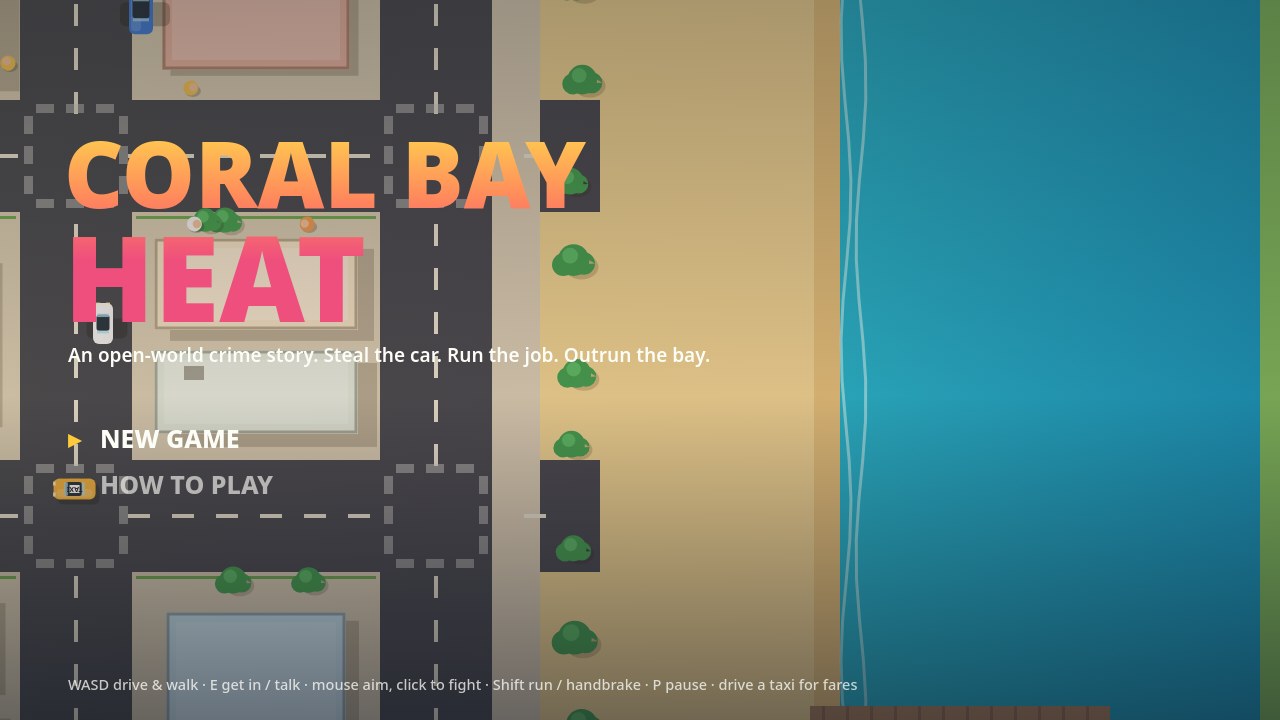 CORAL BAY
HEAT
An open-world crime story. Steal the car. Run the job. Outrun the bay.
NEW GAME
HOW TO PLAY
WASD drive & walk · E get in / talk · mouse aim, click to fight · Shift run / handbrake · P pause · drive a taxi for fares